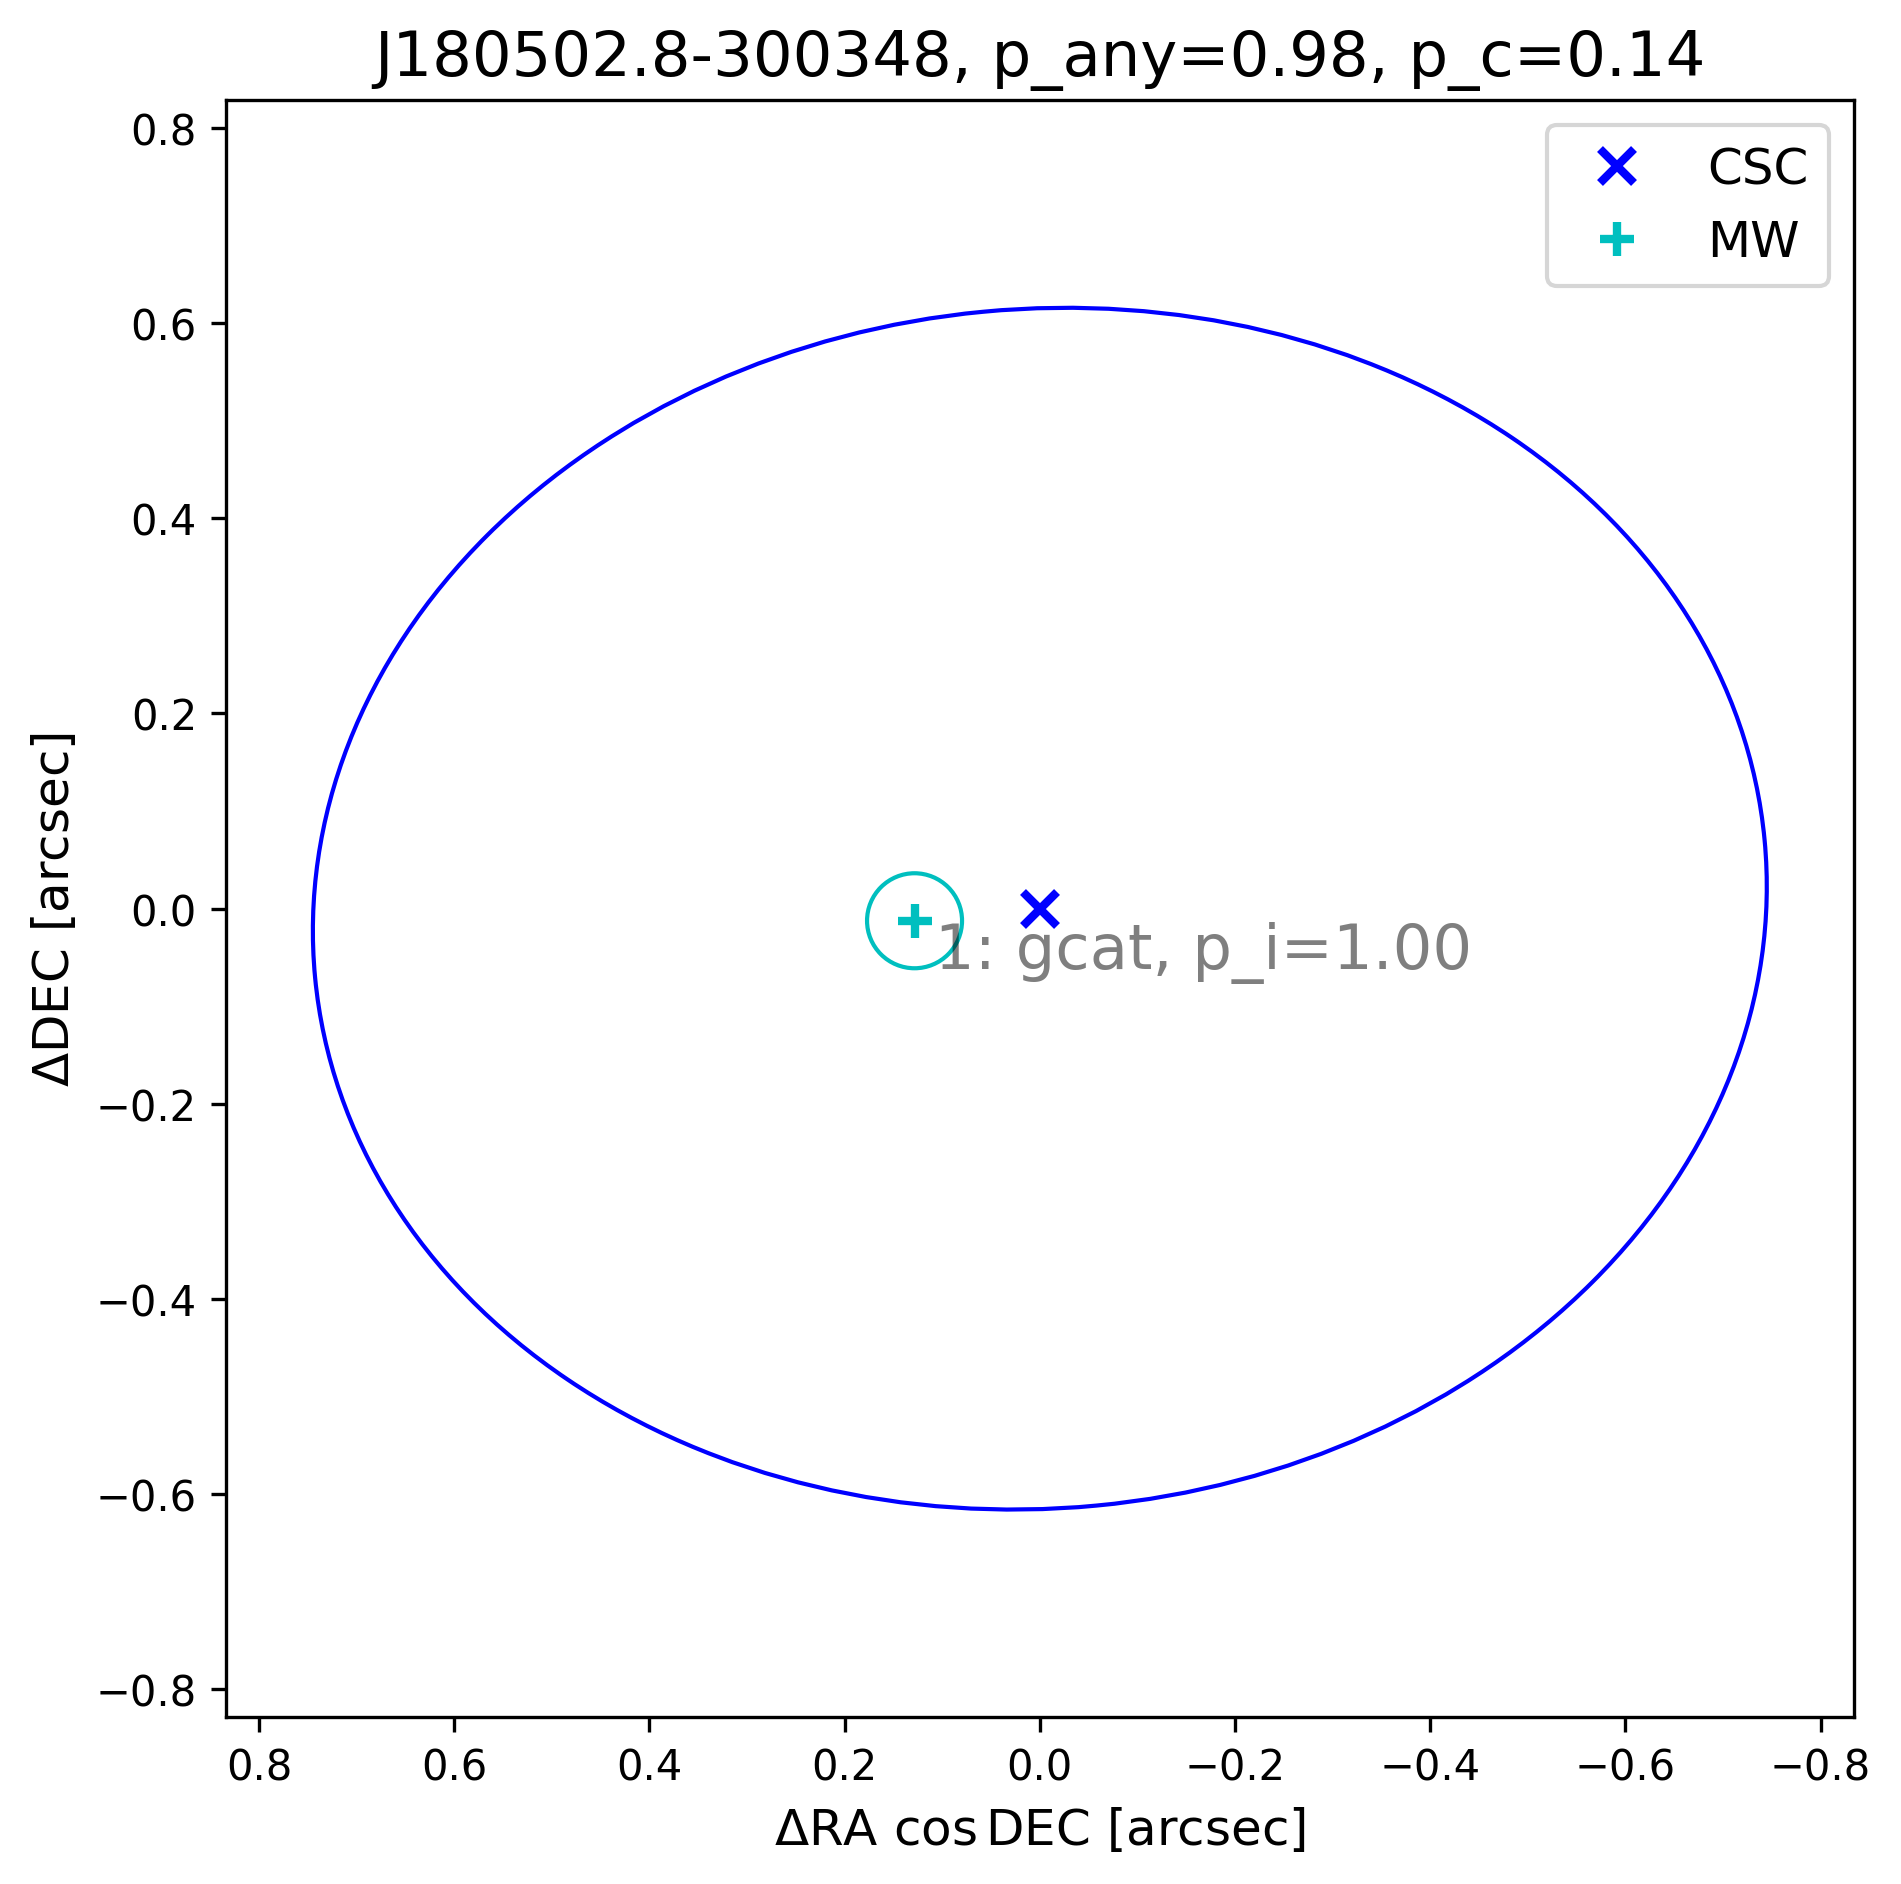 J180502.8-300348, p_any=0.98, p_c=0.14
CSC
MW
0.8
0.6
0.4
0.2
0.0
−0.2
−0.4
−0.6
−0.8
ΔDEC [arcsec]
1: gcat, p_i=1.00
0.8 0.6 0.4 0.2 0.0 −0.2 −0.4 −0.6 −0.8
ΔRA cos DEC [arcsec]